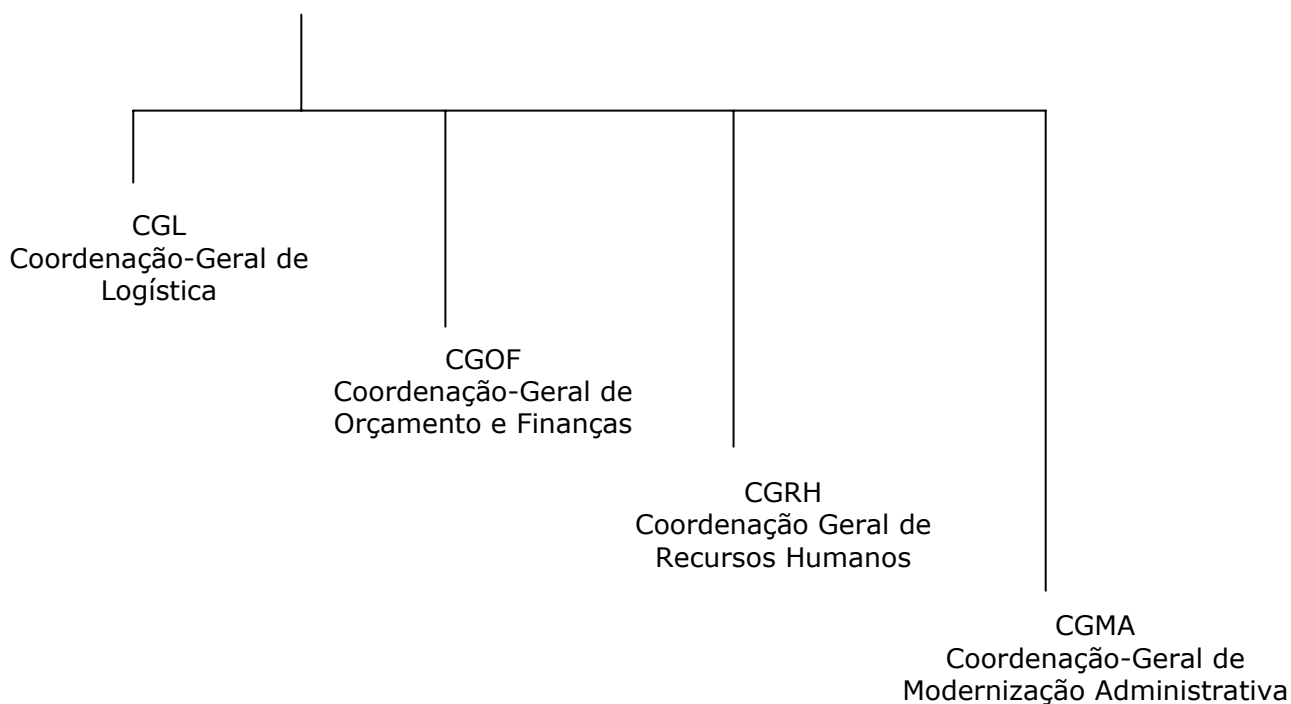 CGL
Coordenação-Geral de
Logística
CGOF
Coordenação-Geral de
Orçamento e Finanças
CGRH
Coordenação Geral de
Recursos Humanos
CGMA
Coordenação-Geral de
Modernização Administrativa